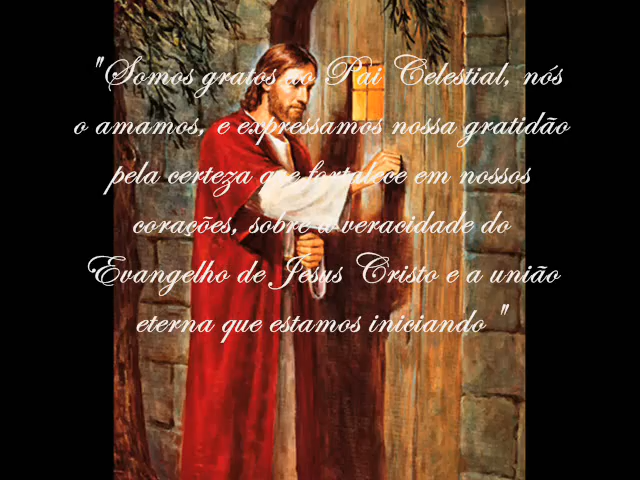 "Somos gratos ao Pai Celestial, nós
o amamos, e expressamos nossa gratidão
pela certeza que fortalece em nossos
corações, sobre a veracidade do
Evangelho de Jesus Cristo e a união
eterna que estamos iniciando "